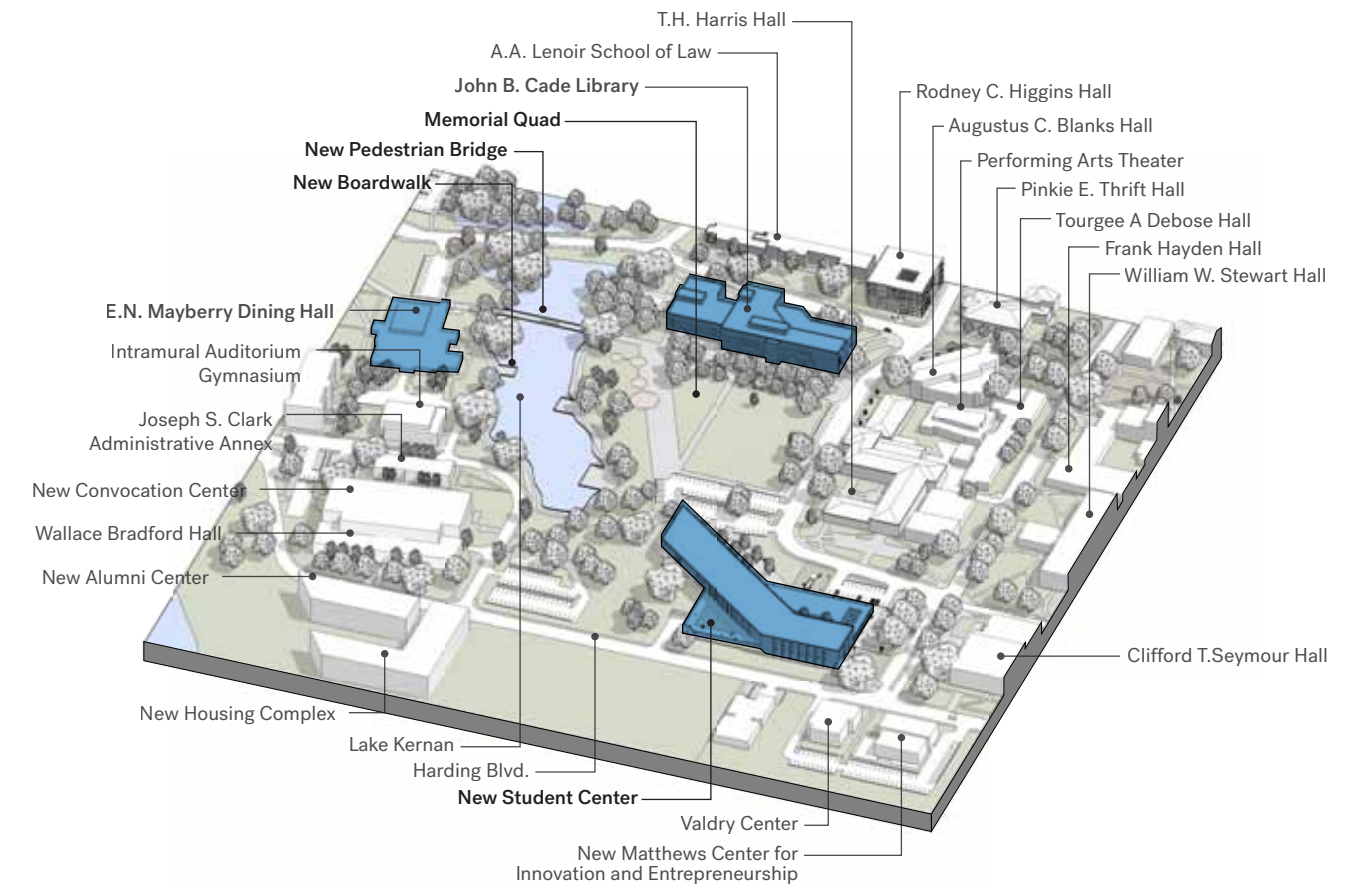 T.H. Harris Hall
A.A. Lenoir School of Law
John B. Cade Library
Memorial Quad
New Pedestrian Bridge
New Boardwalk
Rodney C. Higgins Hall
Augustus C. Blanks Hall
Performing Arts Theater
Pinkie E. Thrift Hall
Tourgee A Debose Hall
Frank Hayden Hall
William W. Stewart Hall
E.N. Mayberry Dining Hall
Intramural Auditorium
Gymnasium
Joseph S. Clark
Administrative Annex
New Convocation Center
Wallace Bradford Hall
New Alumni Center
Clifford T.Seymour Hall
New Housing Complex
Lake Kernan
Harding Blvd.
New Student Center
Valdry Center
New Matthews Center for
Innovation and Entrepreneurship